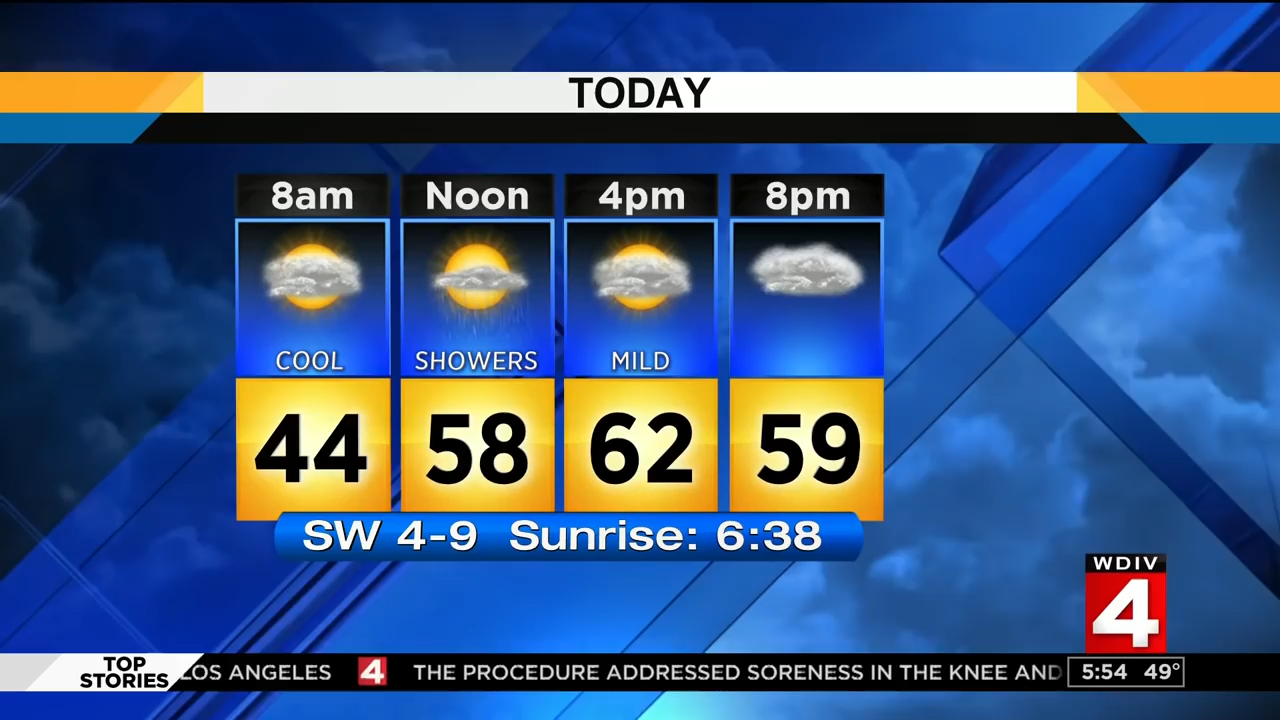 TODAY
8am Noon 4pm 8pm
COOL SHOWERS MILD
44 58 62 59
SW 4-9 Sunrise: 6:38
WDIV
4
TOP
STORIES
LOS ANGELES 4 THE PROCEDURE ADDRESSED SORENESS IN THE KNEE AND 5:54 49°